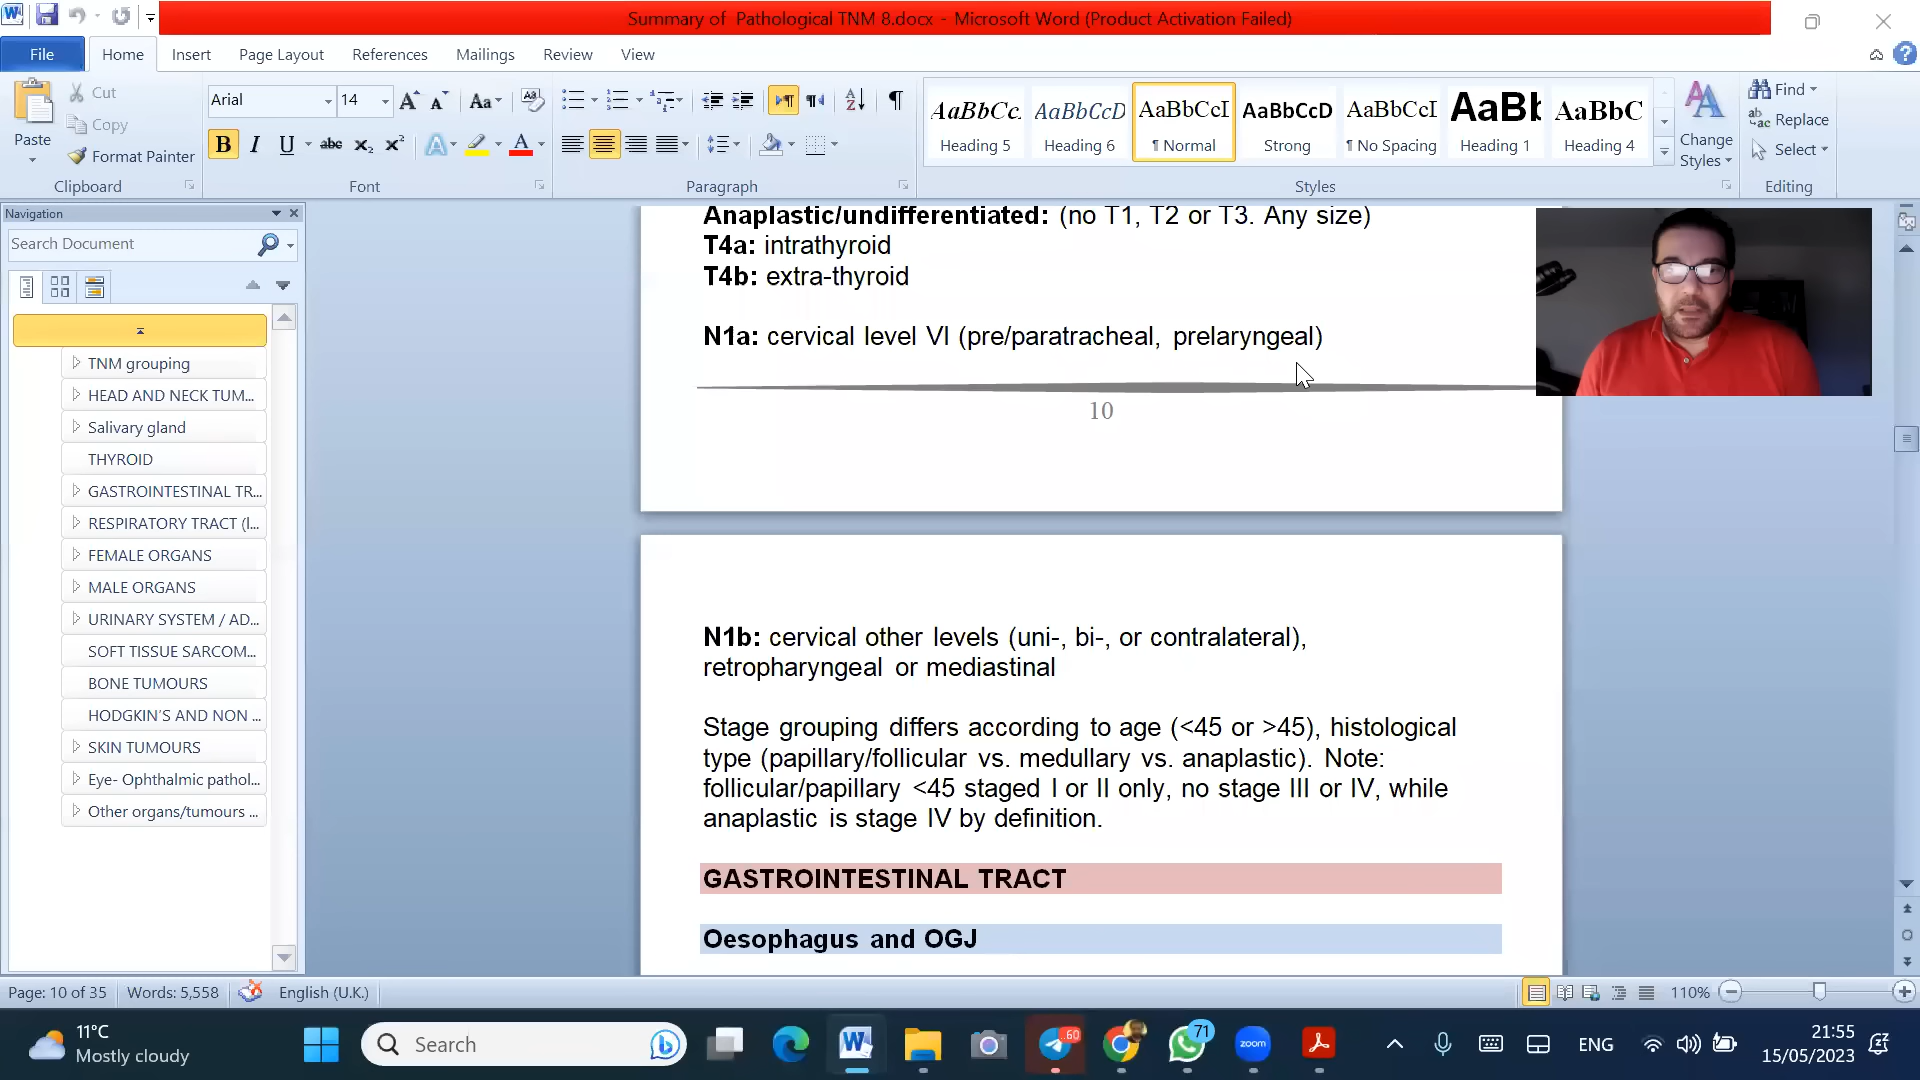 Summary of Pathological TNM 8.docx - Microsoft Word (Product Activation Failed)
File Home Insert Page Layout References Mailings Review View
Paste
Cut
Copy
Format Painter
Clipboard
Arial 14
Font
Paragraph
AaBbCc. AaBbCcD AaBbCcI AaBbCcD AaBbCcI AaBb AaBbC
Heading 5 Heading 6 ¶ Normal Strong ¶ No Spacing Heading 1 Heading 4
Change Styles
Styles
Find
Replace
Select
Editing
Navigation
Search Document
TNM grouping
HEAD AND NECK TUM...
Salivary gland
THYROID
GASTROINTESTINAL TR...
RESPIRATORY TRACT (l...
FEMALE ORGANS
MALE ORGANS
URINARY SYSTEM / AD...
SOFT TISSUE SARCOM...
BONE TUMOURS
HODGKIN'S AND NON ...
SKIN TUMOURS
Eye- Ophthalmic pathol...
Other organs/tumours ...
Anaplastic/undifferentiated: (no T1, T2 or T3. Any size)
T4a: intrathyroid
T4b: extra-thyroid
N1a: cervical level VI (pre/paratracheal, prelaryngeal)
10
N1b: cervical other levels (uni-, bi-, or contralateral),
retropharyngeal or mediastinal
Stage grouping differs according to age (<45 or >45), histological
type (papillary/follicular vs. medullary vs. anaplastic). Note:
follicular/papillary <45 staged I or II only, no stage III or IV, while
anaplastic is stage IV by definition.
GASTROINTESTINAL TRACT
Oesophagus and OGJ
Page: 10 of 35 Words: 5,558 English (U.K.) 110%
11°C
Mostly cloudy
Search
60
71
zoom
ENG
21:55
15/05/2023